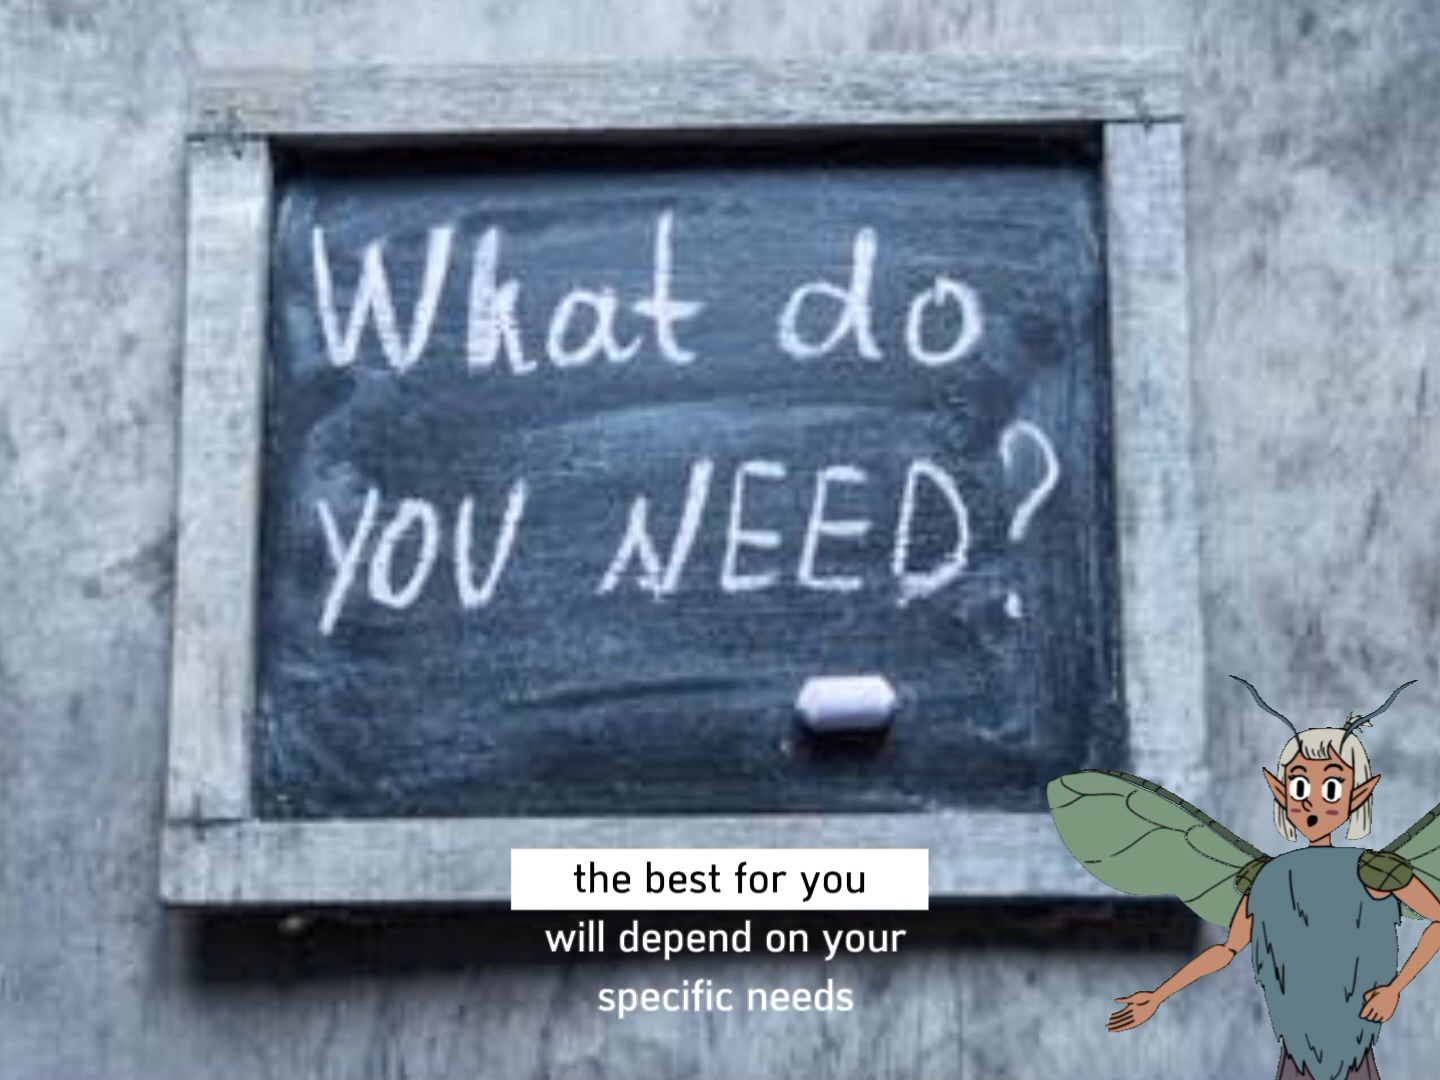 What do
YOU NEED?
the best for you
will depend on your
specific needs